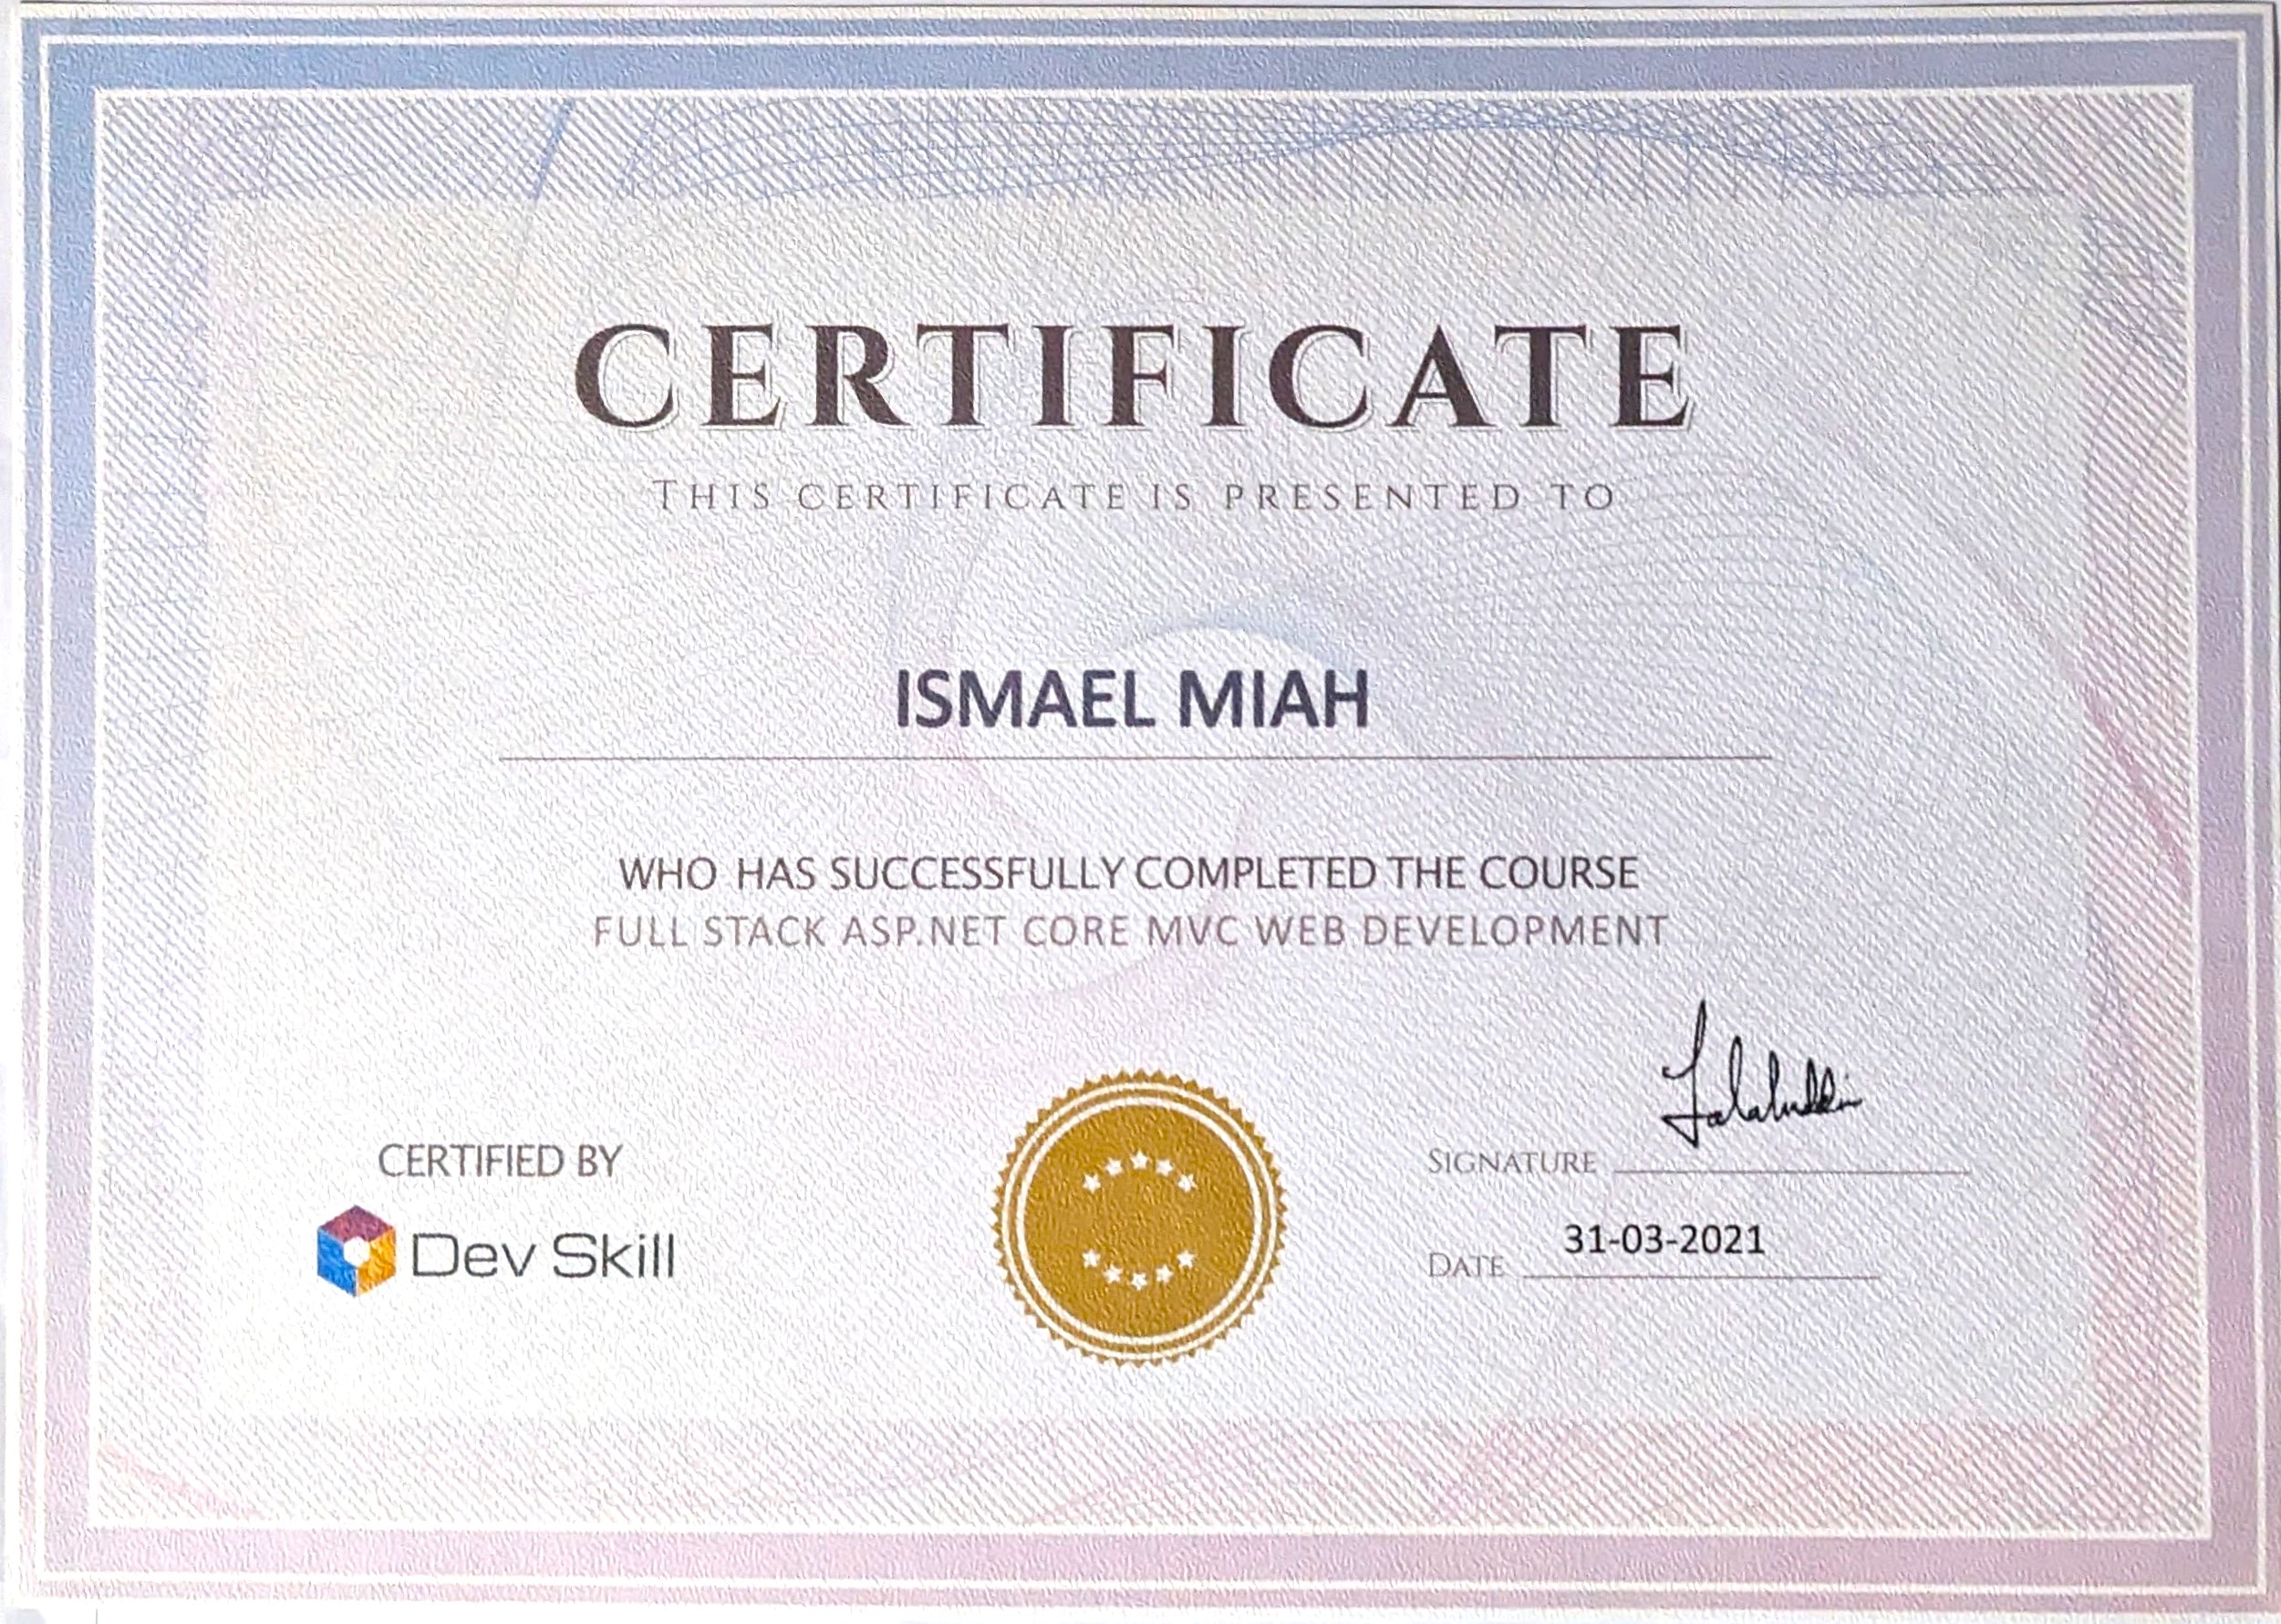 CERTIFICATE
THIS CERTIFICATE IS PRESENTED TO
ISMAEL MIAH
WHO HAS SUCCESSFULLY COMPLETED THE COURSE
FULL STACK ASP.NET CORE MVC WEB DEVELOPMENT
CERTIFIED BY
Dev Skill
SIGNATURE Jalaluddin
DATE 31-03-2021